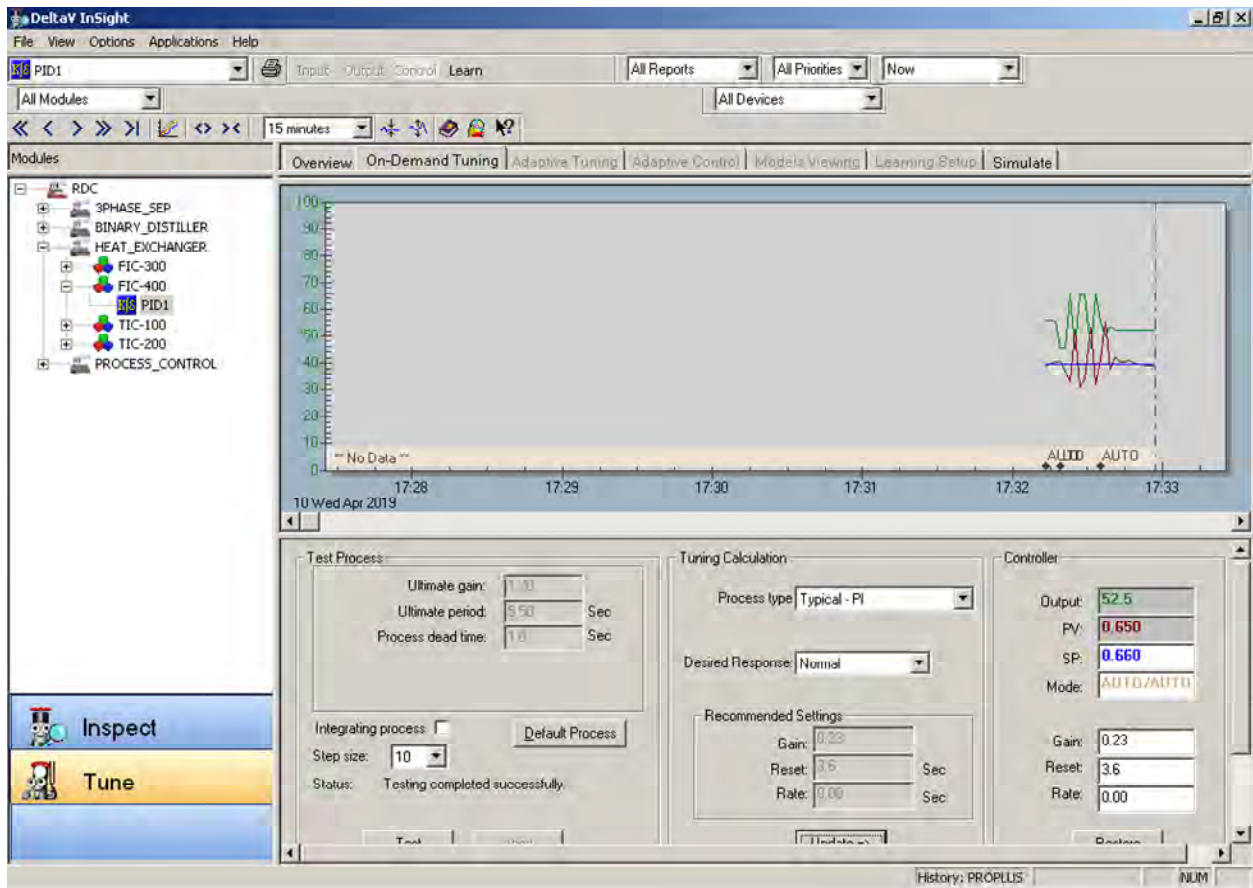 DeltaV InSight
File View Options Applications Help
PID1 Input Output Control Learn All Reports All Priorities Now
All Modules All Devices
15 minutes
Modules
Overview On-Demand Tuning Adaptive Tuning Adaptive Control Models Viewing Learning Setup Simulate
RDC
3PHASE_SEP
BINARY_DISTILLER
HEAT_EXCHANGER
FIC-300
FIC-400
PID1
TIC-100
TIC-200
PROCESS_CONTROL
100
90
80
70
60
50
40
30
20
10
0
** No Data **
AUTO
17:28 17:29 17:30 17:31 17:32 17:33
10 Wed Apr 2019
Test Process
Ultimate gain:
Ultimate period: 5.50 Sec
Process dead time: 1.0 Sec
Integrating process
Default Process
Step size: 10
Status: Testing completed successfully.
Test
Tuning Calculation
Process type Typical - PI
Desired Response: Normal
Recommended Settings
Gain: 0.23
Reset: 3.6 Sec
Rate: 0.00 Sec
Update =>
Controller
Output: 52.5
PV: 0.650
SP: 0.660
Mode: AUTO/AUTO
Gain: 0.23
Reset: 3.6
Rate: 0.00
Restore
Inspect
Tune
History: PROPLUS NUM